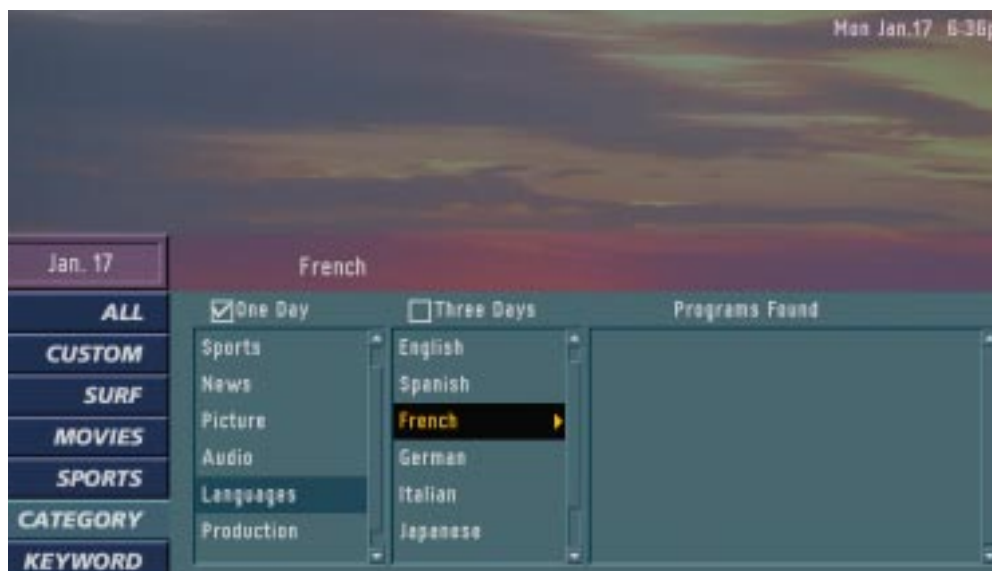 Mon Jan.17 6:36p
Jan. 17
French
ALL
CUSTOM
SURF
MOVIES
SPORTS
CATEGORY
KEYWORD
One Day
Three Days
Programs Found
Sports
News
Picture
Audio
Languages
Production
English
Spanish
French
German
Italian
Japanese